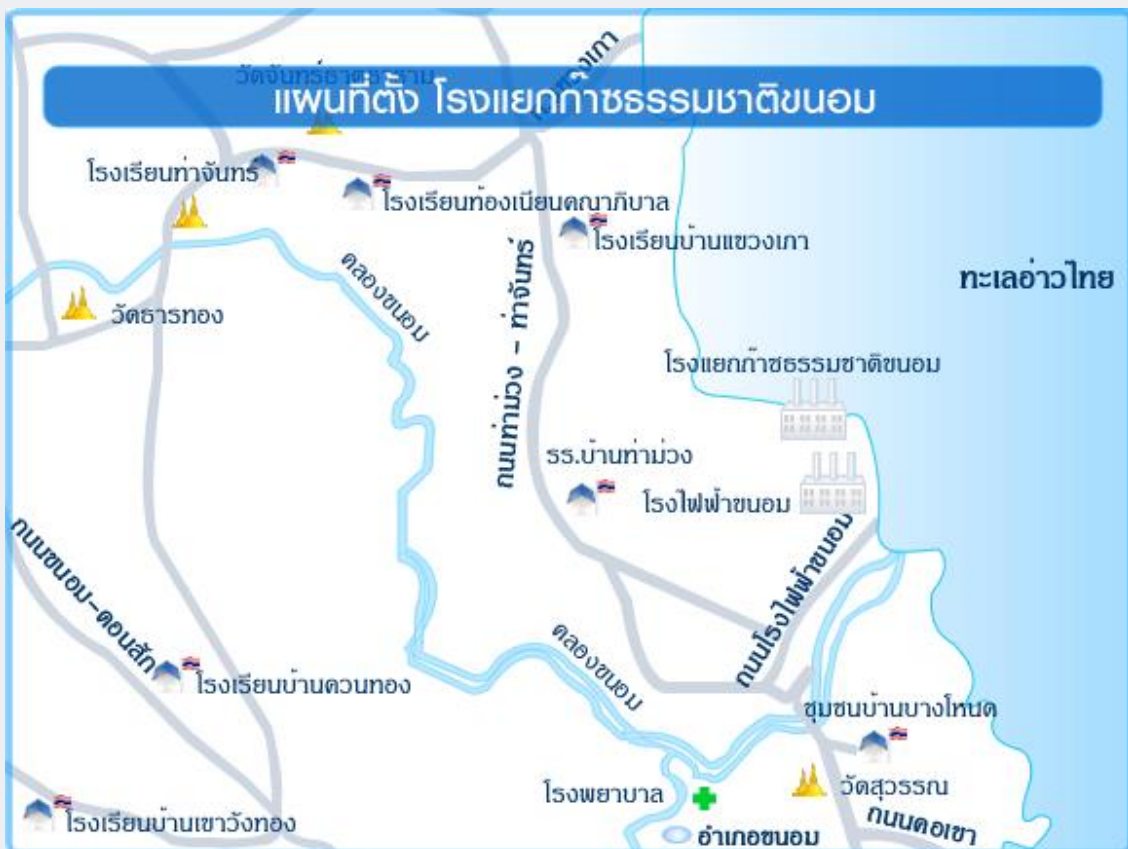 แผนที่ตั้ง โรงแยกก๊าซธรรมชาติขนอม
โรงเรียนท่าจันทร์
โรงเรียนท้องเนียนคณาภิบาล
โรงเรียนบ้านแขวงเภา
ทะเลอ่าวไทย
คลองขนอม
วัดธารทอง
ถนนท่าม่วง - ท่าจันทร์
โรงแยกก๊าซธรรมชาติขนอม
รร.บ้านท่าม่วง
โรงไฟฟ้าขนอม
ถนนขนอม-ดอนสัก
ถนนโรงไฟฟ้าขนอม
คลองขนอม
โรงเรียนบ้านควนทอง
ชุมชนบ้านบางโหนด
โรงพยาบาล
วัดสุวรรณ
โรงเรียนบ้านเขาวังทอง
ถนนคอเขา
อำเภอขนอม